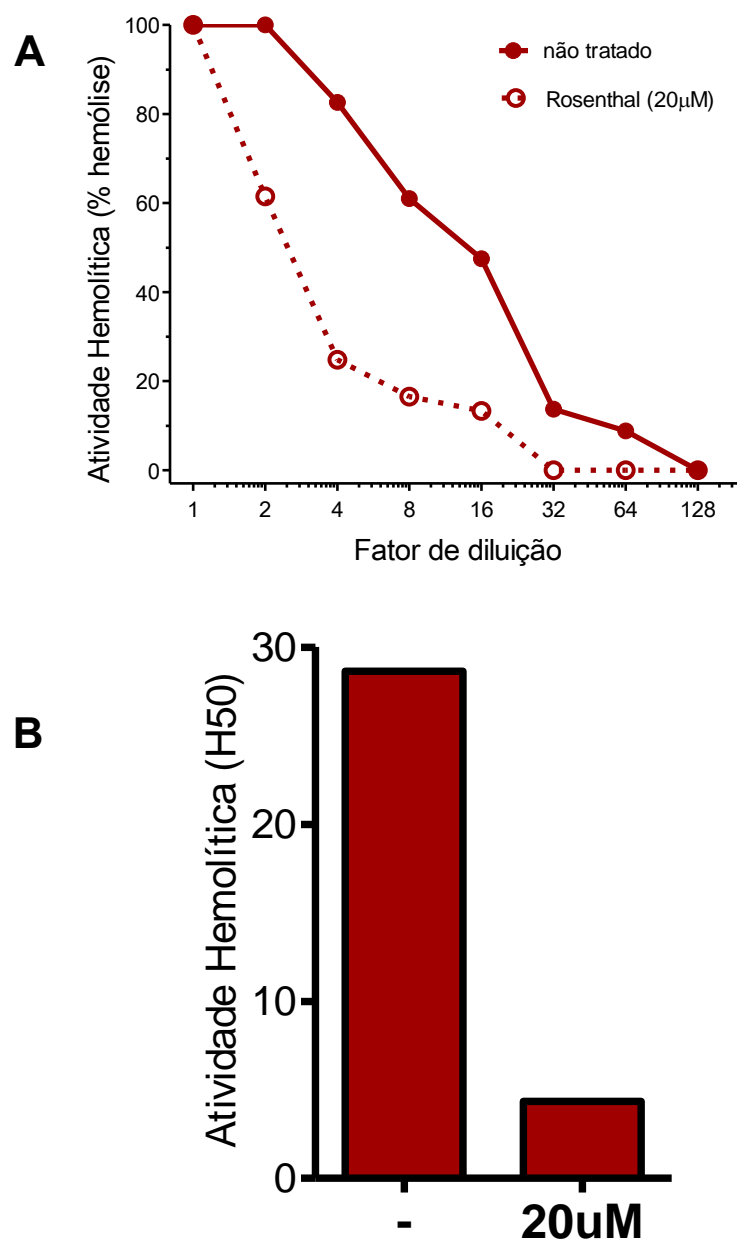 A
Atividade Hemolítica (% hemólise)
100
80
60
40
20
0
não tratado
Rosenthal (20µM)
1 2 4 8 16 32 64 128
Fator de diluição
B
Atividade Hemolítica (H50)
30
20
10
0
- 20uM